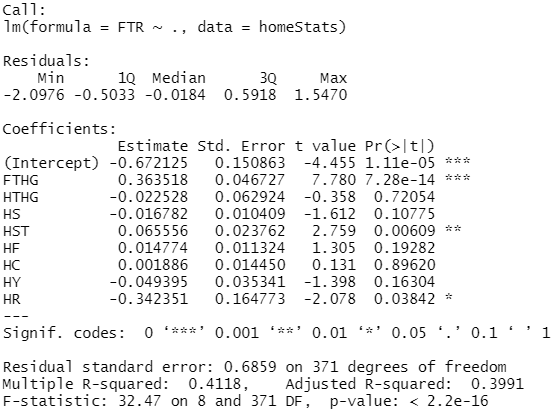 Call:
lm(formula = FTR ~ ., data = homeStats)
Residuals:
Min 1Q Median 3Q Max
-2.0976 -0.5033 -0.0184 0.5918 1.5470
Coefficients:
Estimate Std. Error t value Pr(>|t|)
(Intercept) -0.672125 0.150863 -4.455 1.11e-05 ***
FTHG 0.363518 0.046727 7.780 7.28e-14 ***
HTHG -0.022528 0.062924 -0.358 0.72054
HS -0.016782 0.010409 -1.612 0.10775
HST 0.065556 0.023762 2.759 0.00609 **
HF 0.014774 0.011324 1.305 0.19282
HC 0.001886 0.014450 0.131 0.89620
HY -0.049395 0.035341 -1.398 0.16304
HR -0.342351 0.164773 -2.078 0.03842 *
---
Signif. codes: 0 ‘***’ 0.001 ‘**’ 0.01 ‘*’ 0.05 ‘.’ 0.1 ‘ ’ 1
Residual standard error: 0.6859 on 371 degrees of freedom
Multiple R-squared: 0.4118, Adjusted R-squared: 0.3991
F-statistic: 32.47 on 8 and 371 DF, p-value: < 2.2e-16